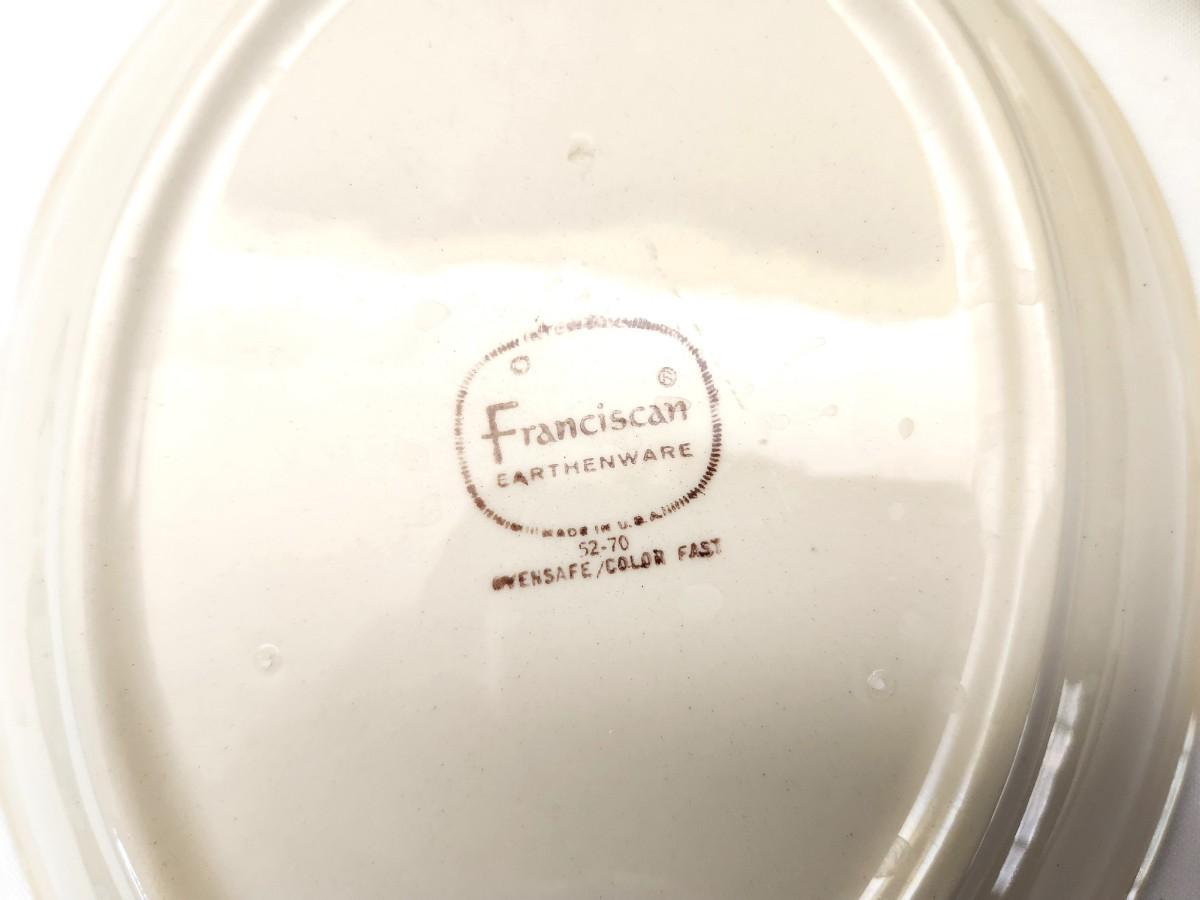 ®
Franciscan
EARTHENWARE
MADE IN U.S.A.
52-70
OVENSAFE/COLOR FAST